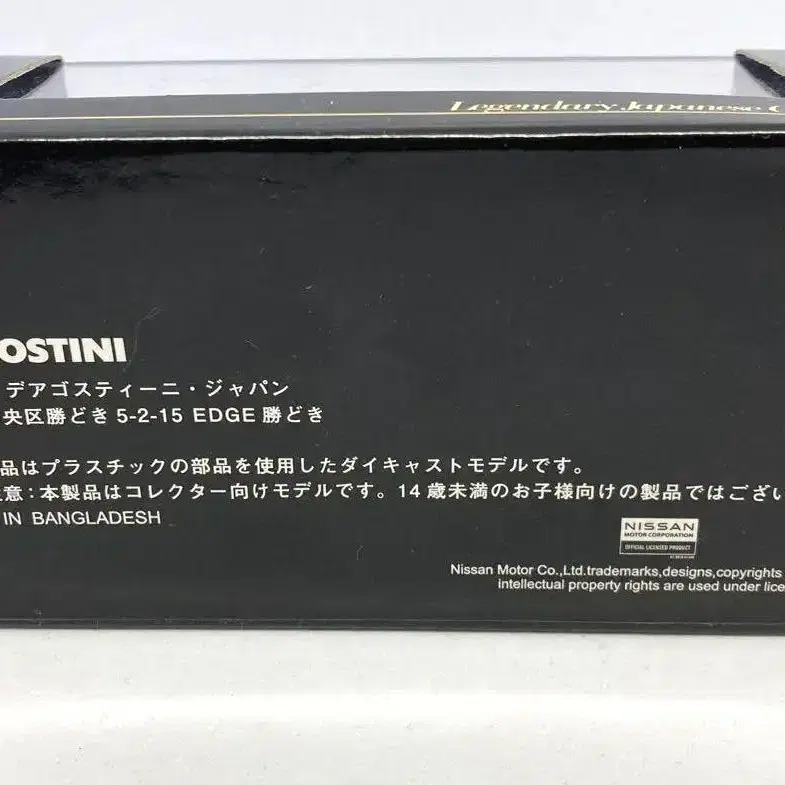 Legendary Japanese C
OSTINI
デアゴスティーニ・ジャパン
央区勝どき 5-2-15 EDGE 勝どき
品はプラスチックの部品を使用したダイキャストモデルです。
意：本製品はコレクター向けモデルです。14 歳未満のお子様向けの製品ではござい
IN BANGLADESH
NISSAN
MOTOR CORPORATION
OFFICIAL LICENSED PRODUCT
Nissan Motor Co.,Ltd.trademarks,designs,copyrights
intellectual property rights are used under lice